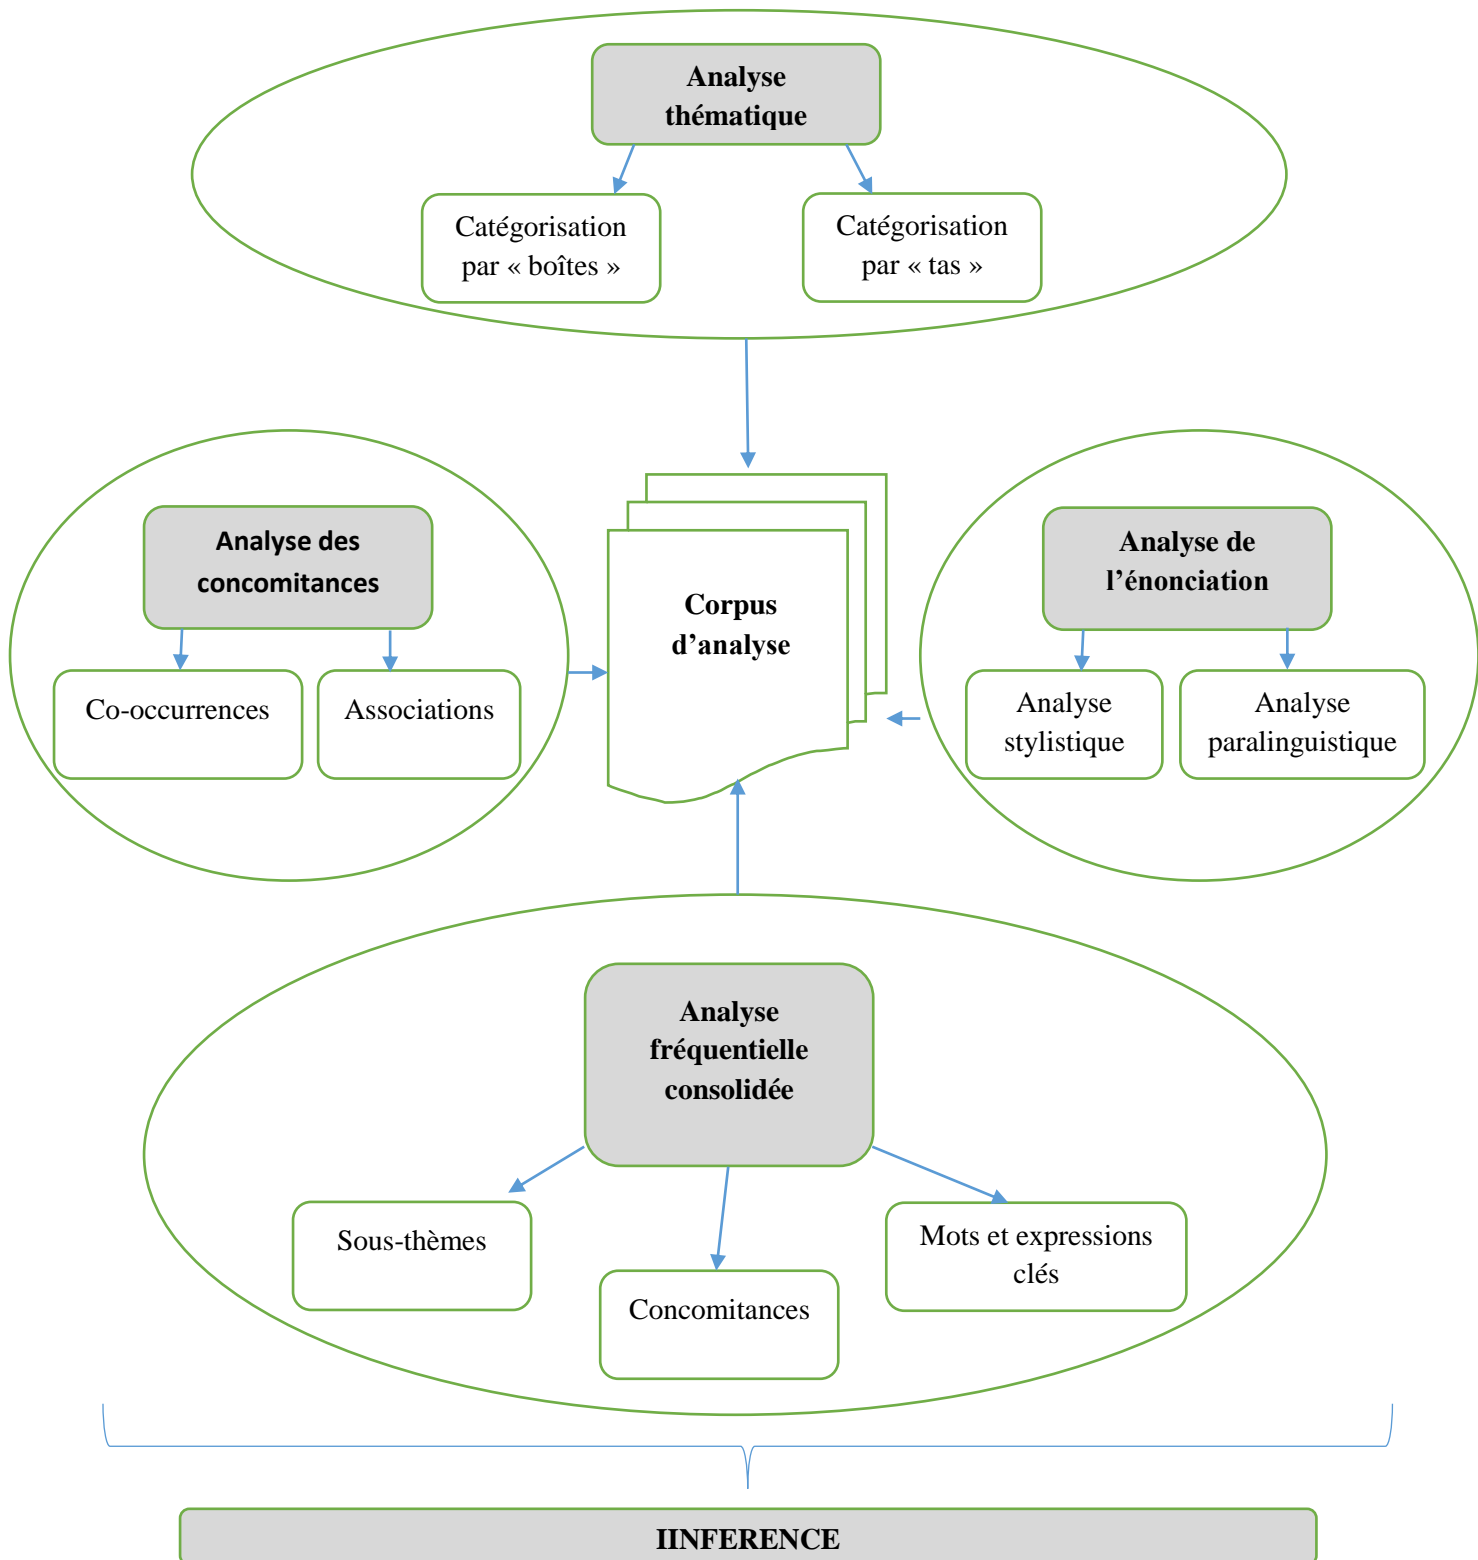 Analyse
thématique
Catégorisation
par « boîtes »
Catégorisation
par « tas »
Analyse des
concomitances
Co-occurrences
Associations
Corpus
d’analyse
Analyse de
l’énonciation
Analyse
stylistique
Analyse
paralinguistique
Analyse
fréquentielle
consolidée
Sous-thèmes
Concomitances
Mots et expressions
clés
IINFERENCE